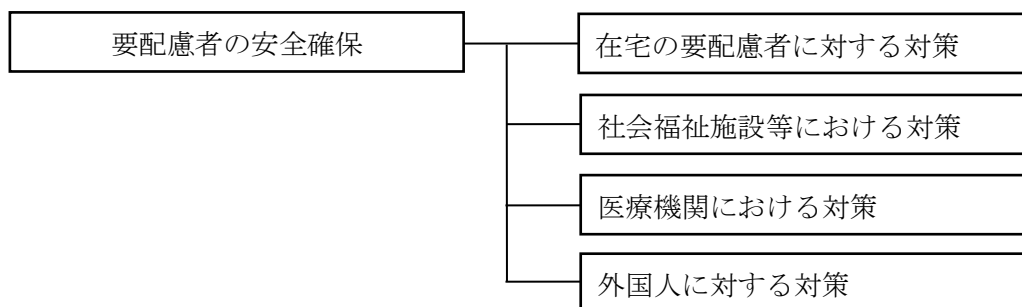 要配慮者の安全確保
在宅の要配慮者に対する対策
社会福祉施設等における対策
医療機関における対策
外国人に対する対策